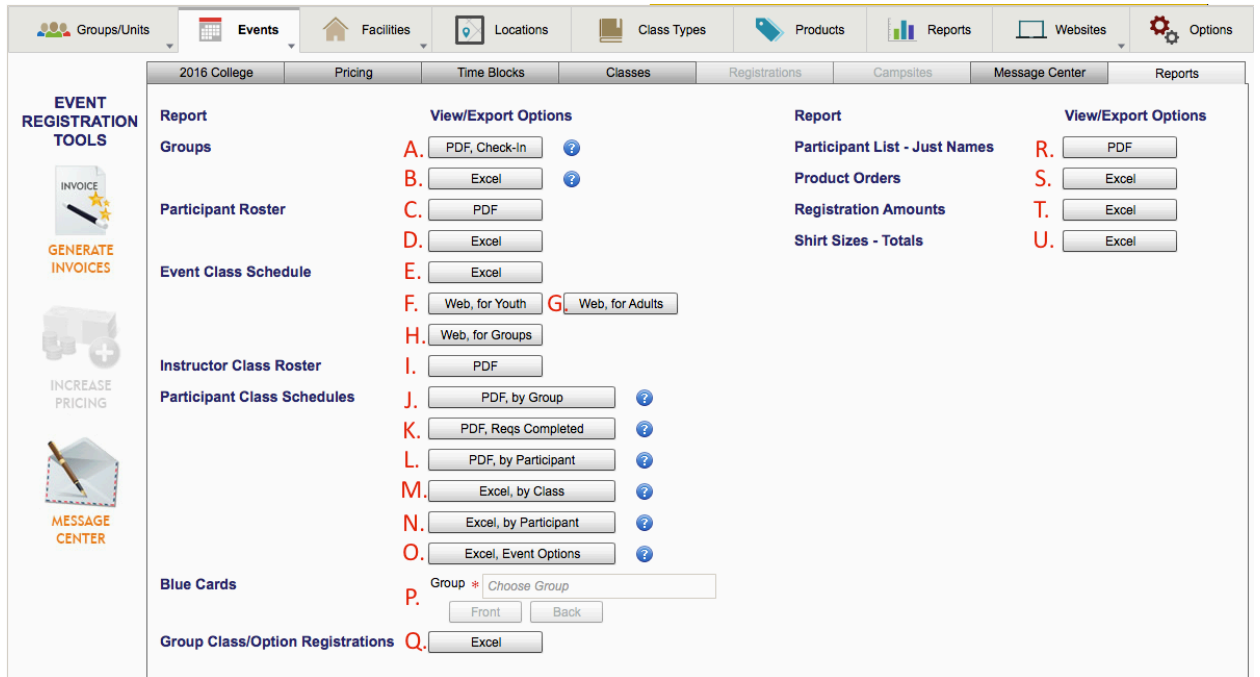 Groups/Units Events Facilities Locations Class Types Products Reports Websites Options
2016 College Pricing Time Blocks Classes Registrations Campsites Message Center Reports
EVENT
REGISTRATION
TOOLS
INVOICE
GENERATE
INVOICES
INCREASE
PRICING
MESSAGE
CENTER
Report View/Export Options
Groups A. PDF, Check-In ?
B. Excel ?
Participant Roster C. PDF
D. Excel
Event Class Schedule E. Excel
F. Web, for Youth G. Web, for Adults
H. Web, for Groups
Instructor Class Roster I. PDF
Participant Class Schedules J. PDF, by Group ?
K. PDF, Reqs Completed ?
L. PDF, by Participant ?
M. Excel, by Class ?
N. Excel, by Participant ?
O. Excel, Event Options ?
Blue Cards P. Group * Choose Group
Front Back
Group Class/Option Registrations Q. Excel
Report View/Export Options
Participant List - Just Names R. PDF
Product Orders S. Excel
Registration Amounts T. Excel
Shirt Sizes - Totals U. Excel